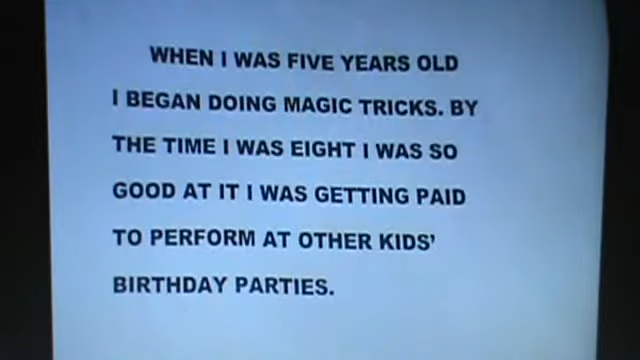 WHEN I WAS FIVE YEARS OLD
I BEGAN DOING MAGIC TRICKS. BY
THE TIME I WAS EIGHT I WAS SO
GOOD AT IT I WAS GETTING PAID
TO PERFORM AT OTHER KIDS'
BIRTHDAY PARTIES.